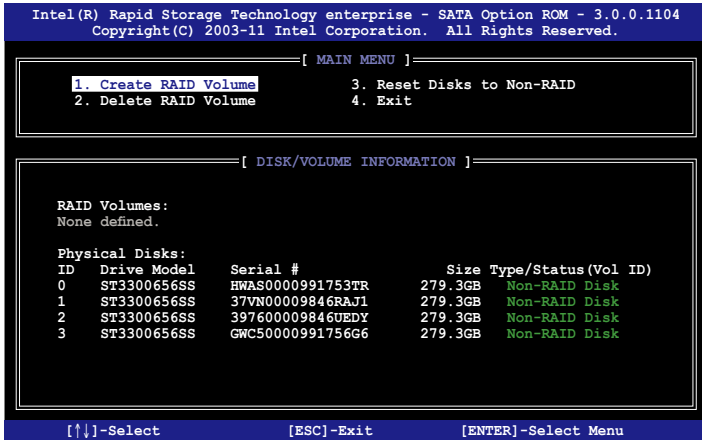 Intel(R) Rapid Storage Technology enterprise - SATA Option ROM - 3.0.0.1104
Copyright(C) 2003-11 Intel Corporation. All Rights Reserved.
[ MAIN MENU ]
1. Create RAID Volume 3. Reset Disks to Non-RAID
2. Delete RAID Volume 4. Exit
[ DISK/VOLUME INFORMATION ]
RAID Volumes:
None defined.
Physical Disks:
ID Drive Model Serial # Size Type/Status(Vol ID)
0 ST3300656SS HWAS0000991753TR 279.3GB Non-RAID Disk
1 ST3300656SS 37VN00009846RAJ1 279.3GB Non-RAID Disk
2 ST3300656SS 397600009846UEDY 279.3GB Non-RAID Disk
3 ST3300656SS GWC50000991756G6 279.3GB Non-RAID Disk
[↑↓]-Select [ESC]-Exit [ENTER]-Select Menu